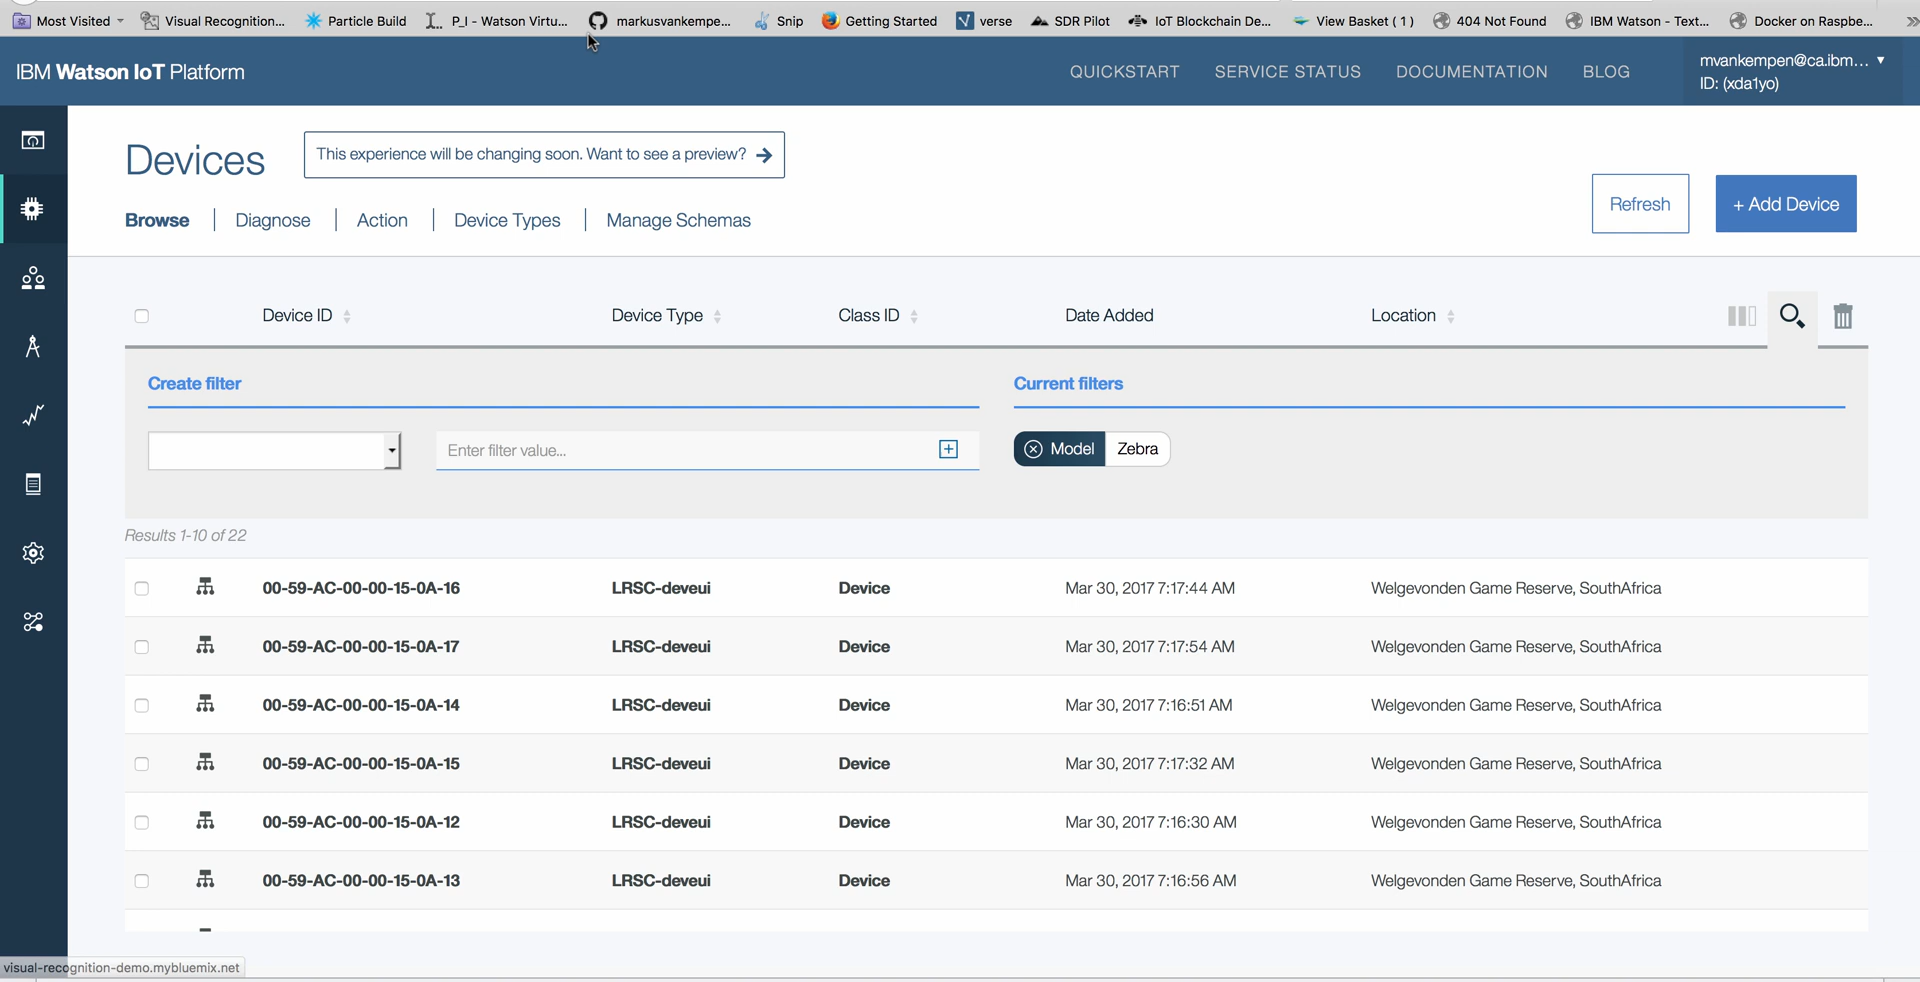 Most Visited Visual Recognition... Particle Build P_I - Watson Virtu... markusvankempe... Snip Getting Started verse SDR Pilot IoT Blockchain De... View Basket ( 1 ) 404 Not Found IBM Watson - Text... Docker on Raspbe...
IBM Watson IoT Platform
QUICKSTART SERVICE STATUS DOCUMENTATION BLOG
mvankempen@ca.ibm...
ID: (xda1yo)
Devices
This experience will be changing soon. Want to see a preview?
Browse Diagnose Action Device Types Manage Schemas
Refresh
+ Add Device
Device ID Device Type Class ID Date Added Location
Create filter
Current filters
Enter filter value...
Model Zebra
Results 1-10 of 22
00-59-AC-00-00-15-0A-16 LRSC-deveui Device Mar 30, 2017 7:17:44 AM Welgevonden Game Reserve, SouthAfrica
00-59-AC-00-00-15-0A-17 LRSC-deveui Device Mar 30, 2017 7:17:54 AM Welgevonden Game Reserve, SouthAfrica
00-59-AC-00-00-15-0A-14 LRSC-deveui Device Mar 30, 2017 7:16:51 AM Welgevonden Game Reserve, SouthAfrica
00-59-AC-00-00-15-0A-15 LRSC-deveui Device Mar 30, 2017 7:17:32 AM Welgevonden Game Reserve, SouthAfrica
00-59-AC-00-00-15-0A-12 LRSC-deveui Device Mar 30, 2017 7:16:30 AM Welgevonden Game Reserve, SouthAfrica
00-59-AC-00-00-15-0A-13 LRSC-deveui Device Mar 30, 2017 7:16:56 AM Welgevonden Game Reserve, SouthAfrica
visual-recognition-demo.mybluemix.net